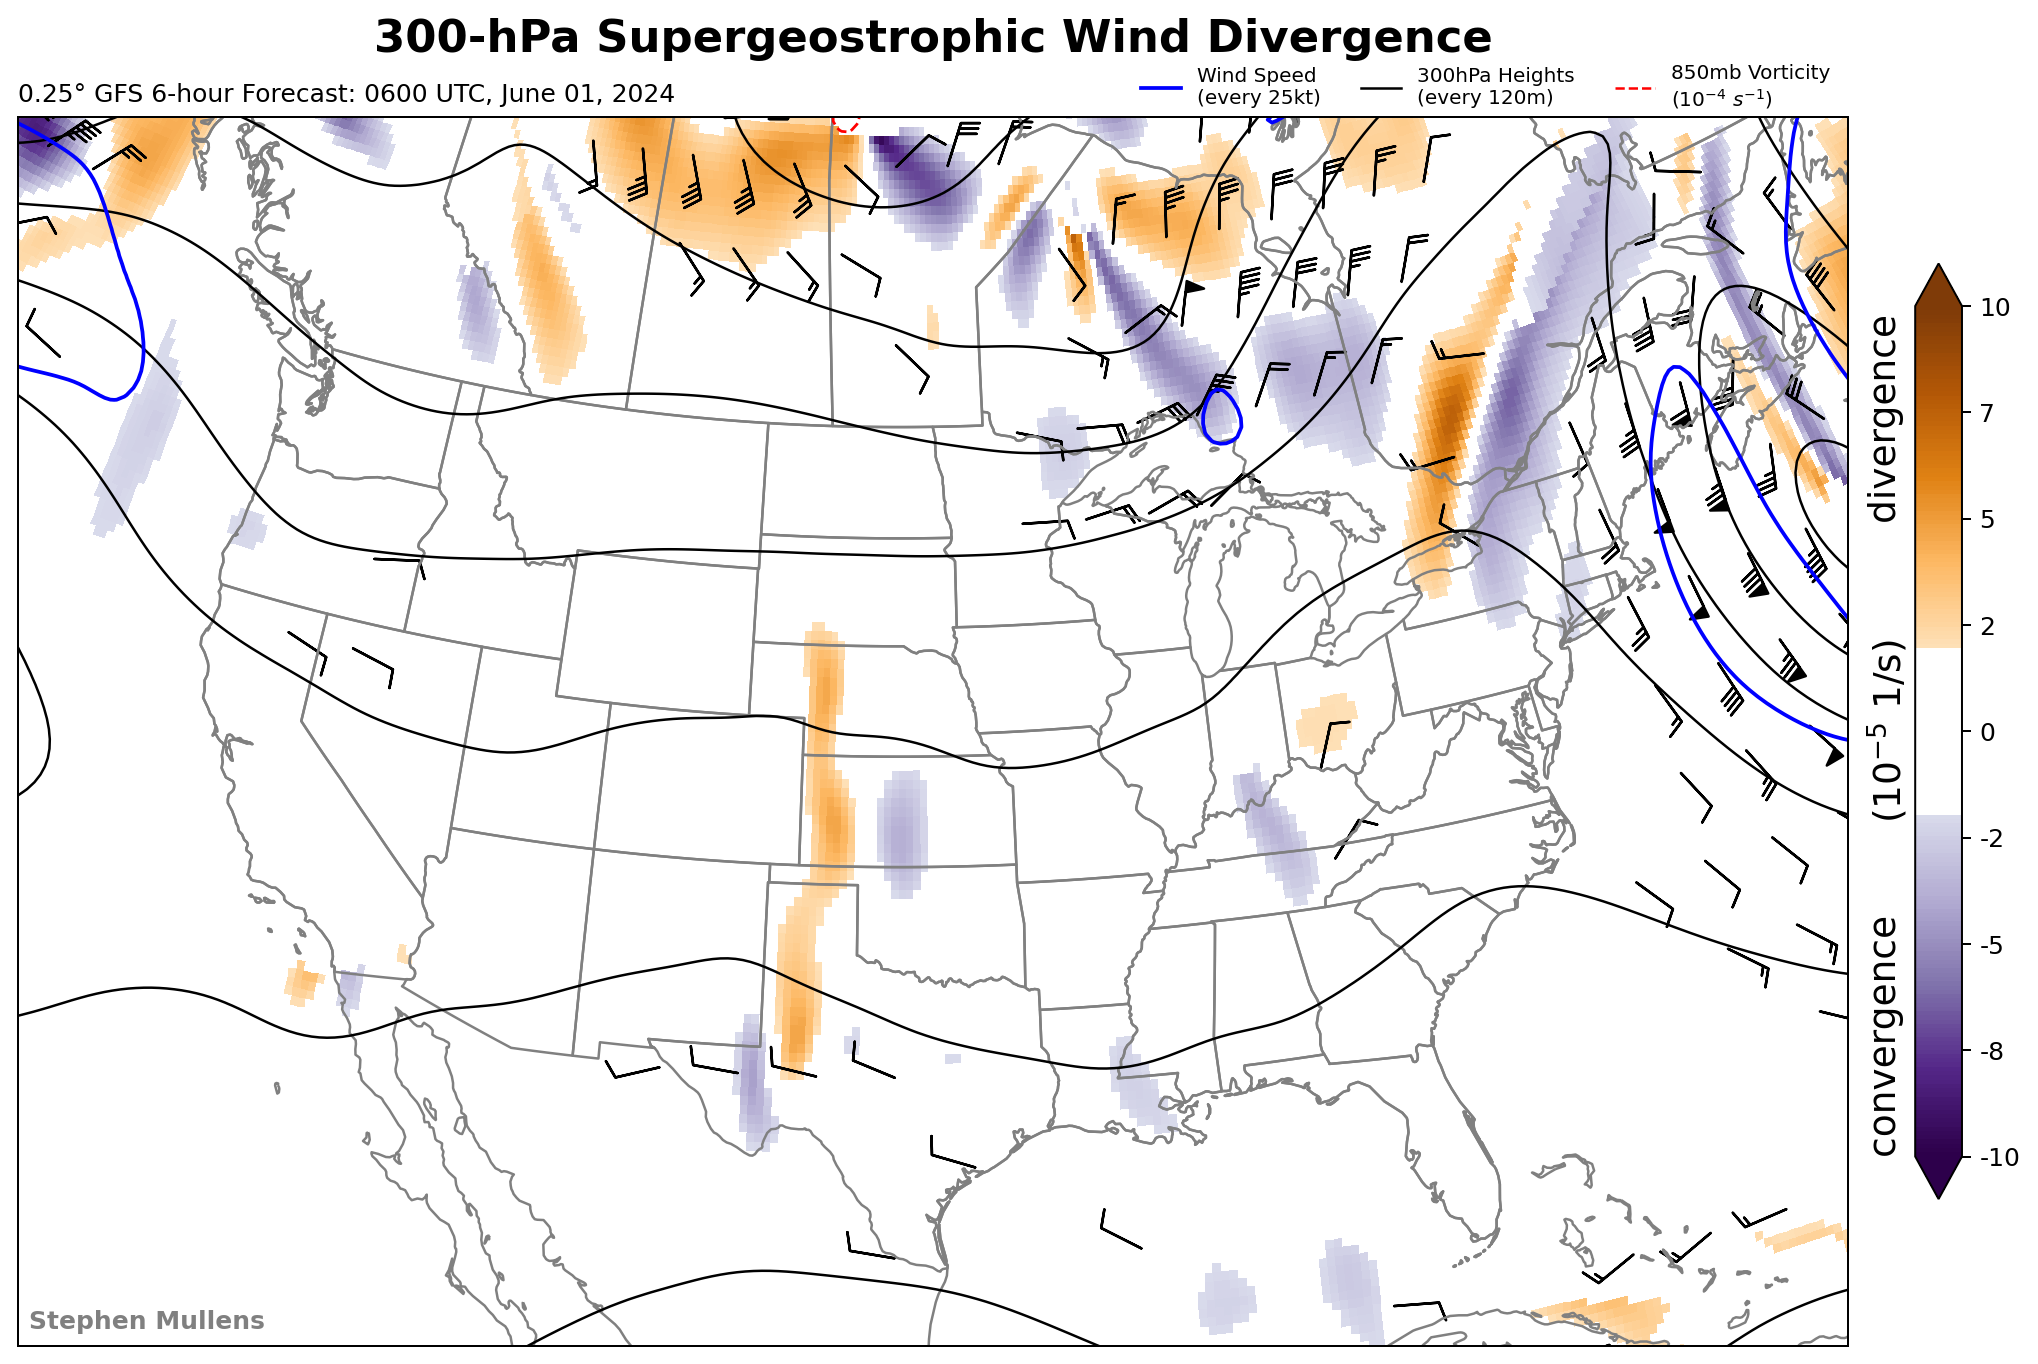 300-hPa Supergeostrophic Wind Divergence
0.25° GFS 6-hour Forecast: 0600 UTC, June 01, 2024
Wind Speed
(every 25kt)
300hPa Heights
(every 120m)
850mb Vorticity
(10⁻⁴ s⁻¹)
10
7
5
2
0
-2
-5
-8
-10
convergence (10⁻⁵ 1/s) divergence
Stephen Mullens